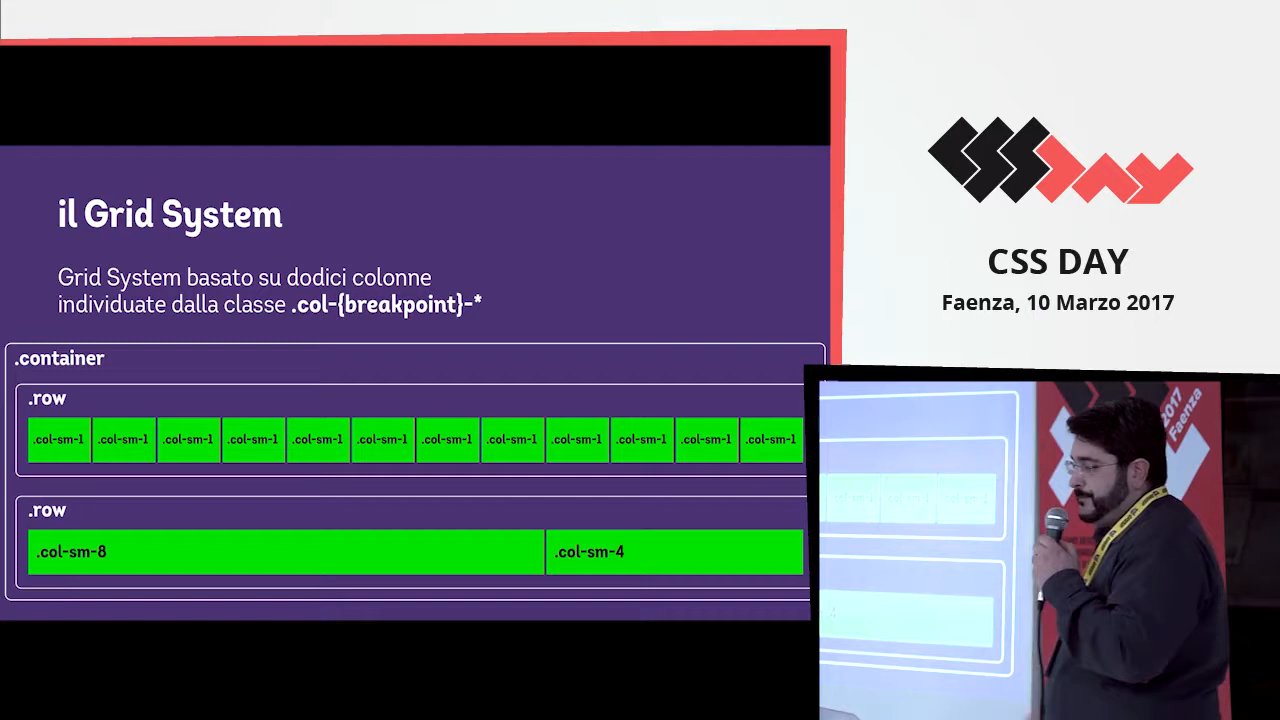 il Grid System
Grid System basato su dodici colonne
individuate dalla classe .col-{breakpoint}-*
.container
.row
.col-sm-1 .col-sm-1 .col-sm-1 .col-sm-1 .col-sm-1 .col-sm-1 .col-sm-1 .col-sm-1 .col-sm-1 .col-sm-1 .col-sm-1 .col-sm-1
.row
.col-sm-8 .col-sm-4
CSSDAY
CSS DAY
Faenza, 10 Marzo 2017
2017
Faenza